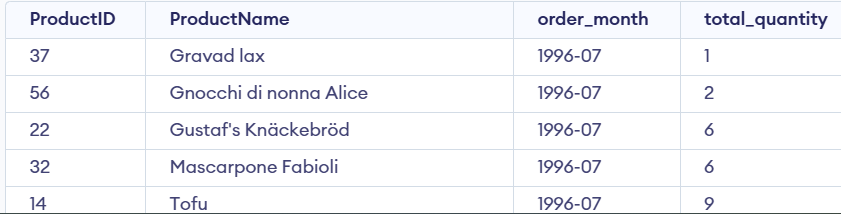 ProductID ProductName order_month total_quantity
37 Gravad lax 1996-07 1
56 Gnocchi di nonna Alice 1996-07 2
22 Gustaf's Knäckebröd 1996-07 6
32 Mascarpone Fabioli 1996-07 6
14 Tofu 1996-07 9